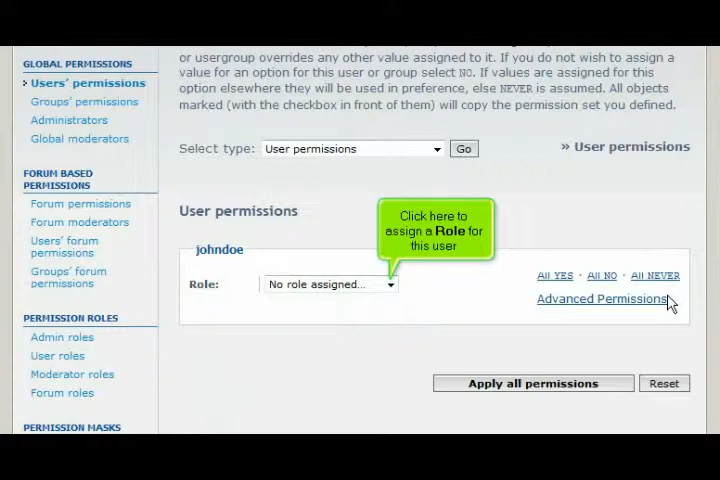 GLOBAL PERMISSIONS
Users' permissions
Groups' permissions
Administrators
Global moderators
FORUM BASED
PERMISSIONS
Forum permissions
Forum moderators
Users' forum
permissions
Groups' forum
permissions
PERMISSION ROLES
Admin roles
User roles
Moderator roles
Forum roles
PERMISSION MASKS
or usergroup overrides any other value assigned to it. If you do not wish to assign a
value for an option for this user or group select NO. If values are assigned for this
option elsewhere they will be used in preference, else NEVER is assumed. All objects
marked (with the checkbox in front of them) will copy the permission set you defined.
Select type: User permissions Go » User permissions
User permissions
Click here to
assign a Role for
this user
johndoe
Role: No role assigned...
All YES · All NO · All NEVER
Advanced Permissions
Apply all permissions Reset